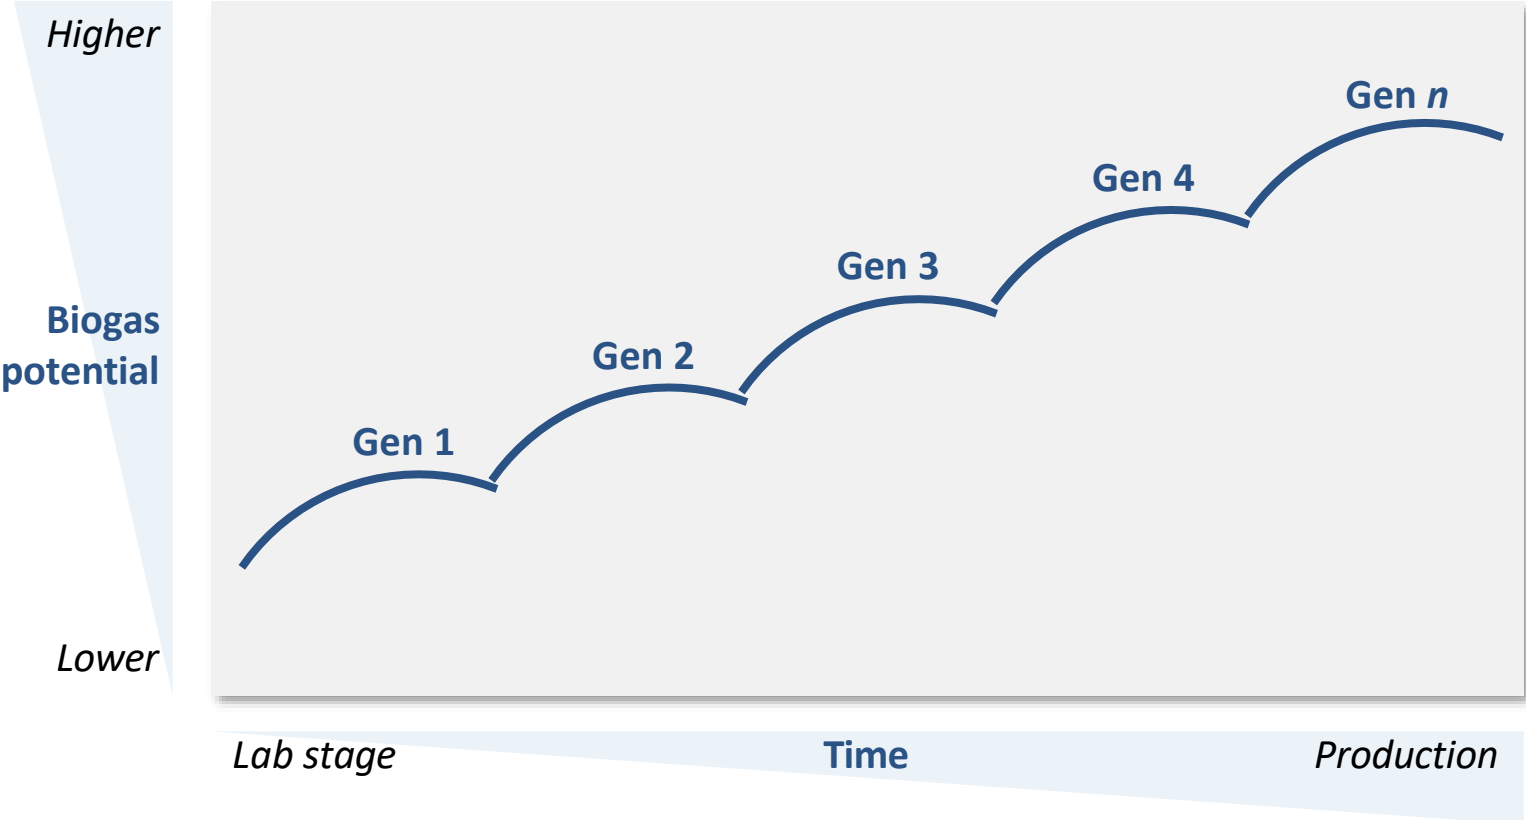 Higher
Gen n
Gen 4
Gen 3
Biogas
potential
Gen 2
Gen 1
Lower
Lab stage
Time
Production